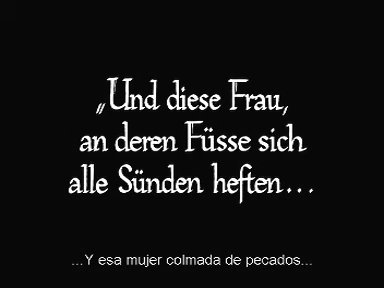 „Und diese Frau,
an deren Füsse sich
alle Sünden heften...
...Y esa mujer colmada de pecados...